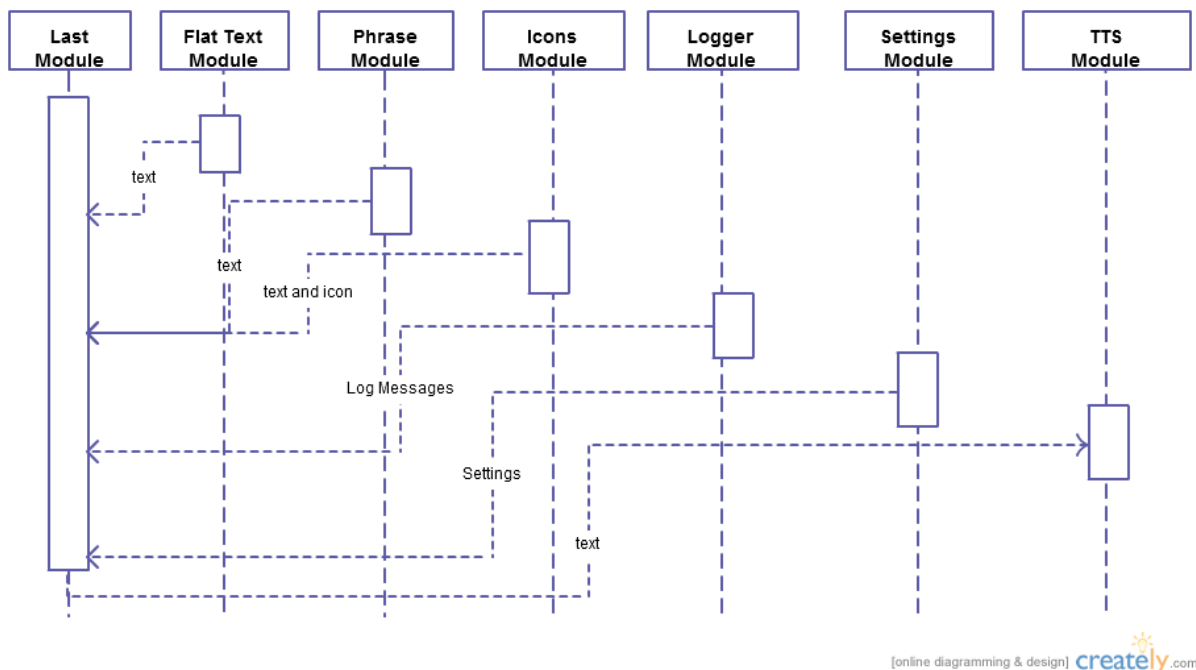 Last
Module
Flat Text
Module
Phrase
Module
Icons
Module
Logger
Module
Settings
Module
TTS
Module
text
text
text and icon
Log Messages
Settings
text
[online diagramming & design] creately.com